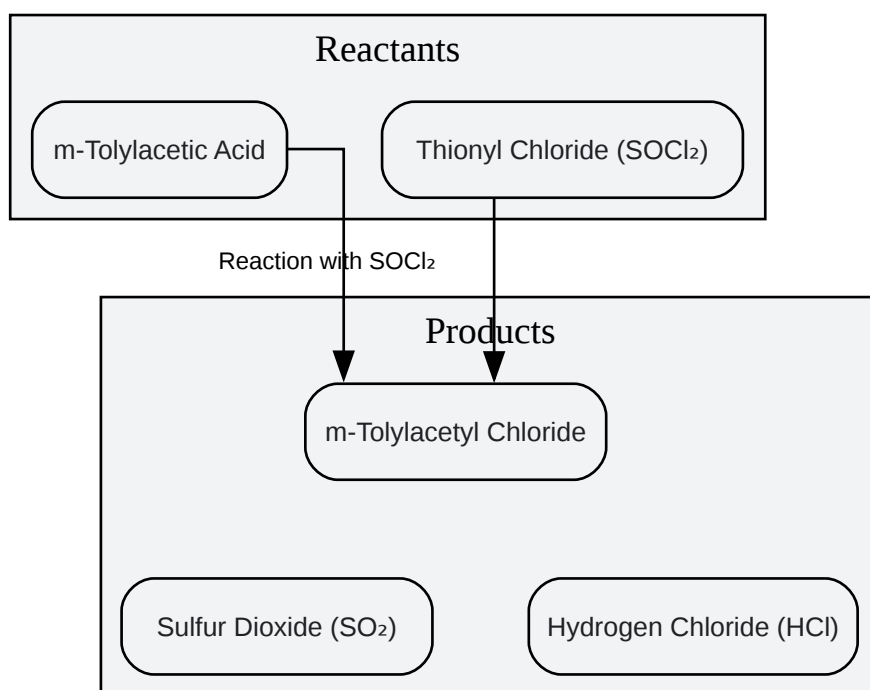 Reactants
m-Tolylacetic Acid
Thionyl Chloride (SOCl₂)
Reaction with SOCl₂
Products
m-Tolylacetyl Chloride
Sulfur Dioxide (SO₂)
Hydrogen Chloride (HCl)